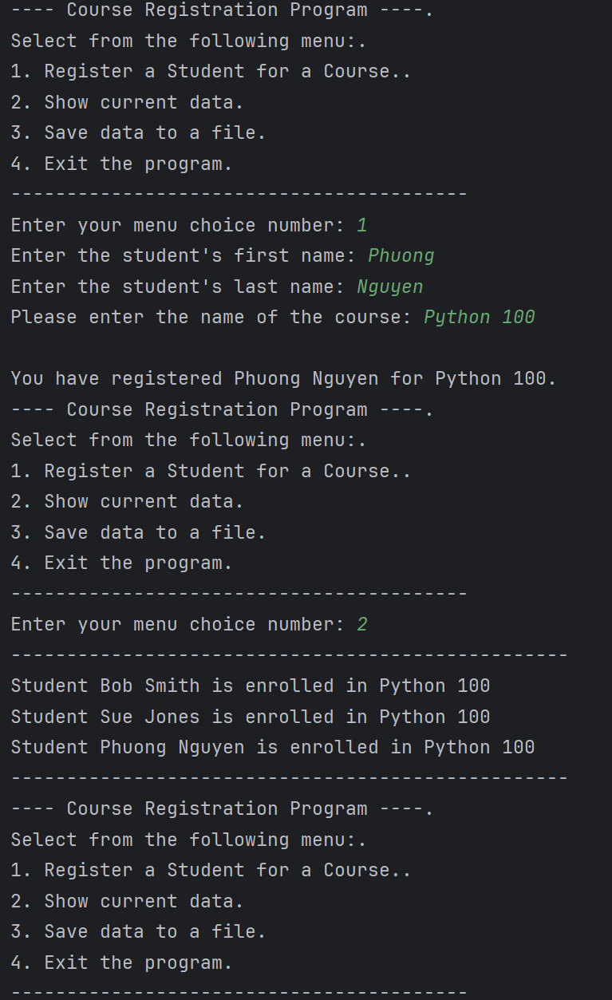 ---- Course Registration Program ----.
Select from the following menu:.
1. Register a Student for a Course..
2. Show current data.
3. Save data to a file.
4. Exit the program.
-----------------------------------------
Enter your menu choice number: 1
Enter the student's first name: Phuong
Enter the student's last name: Nguyen
Please enter the name of the course: Python 100

You have registered Phuong Nguyen for Python 100.
---- Course Registration Program ----.
Select from the following menu:.
1. Register a Student for a Course..
2. Show current data.
3. Save data to a file.
4. Exit the program.
-----------------------------------------
Enter your menu choice number: 2
--------------------------------------------------
Student Bob Smith is enrolled in Python 100
Student Sue Jones is enrolled in Python 100
Student Phuong Nguyen is enrolled in Python 100
--------------------------------------------------
---- Course Registration Program ----.
Select from the following menu:.
1. Register a Student for a Course..
2. Show current data.
3. Save data to a file.
4. Exit the program.
-----------------------------------------